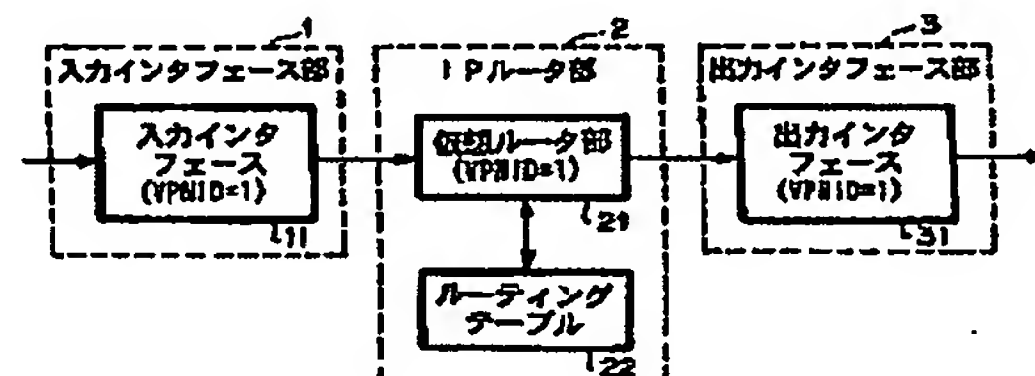 1
入力インタフェース部
入力インタ
フェース
(VPNID=1)
11
2
IPルータ部
仮想ルータ部
(VPNID=1)
21
ルーティング
テーブル
22
3
出力インタフェース部
出力インタ
フェース
(VPNID=1)
31